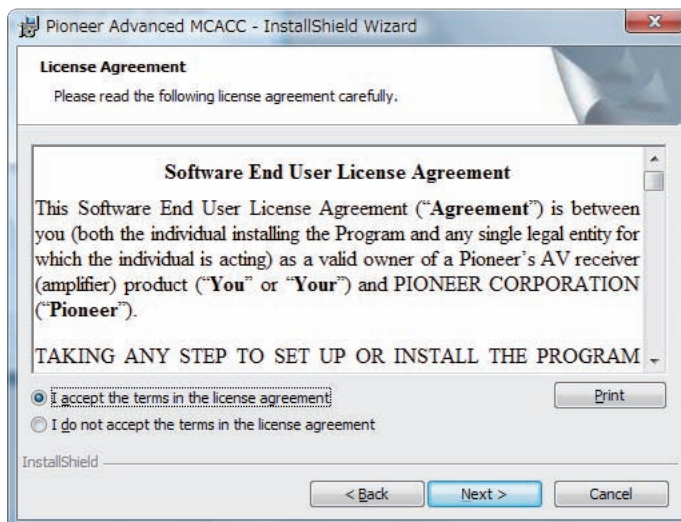 Pioneer Advanced MCACC - InstallShield Wizard
License Agreement
Please read the following license agreement carefully.
Software End User License Agreement
This Software End User License Agreement (“Agreement”) is between
you (both the individual installing the Program and any single legal entity for
which the individual is acting) as a valid owner of a Pioneer’s AV receiver
(amplifier) product (“You” or “Your”) and PIONEER CORPORATION
(“Pioneer”).
TAKING ANY STEP TO SET UP OR INSTALL THE PROGRAM
I accept the terms in the license agreement
Print
I do not accept the terms in the license agreement
InstallShield
< Back
Next >
Cancel